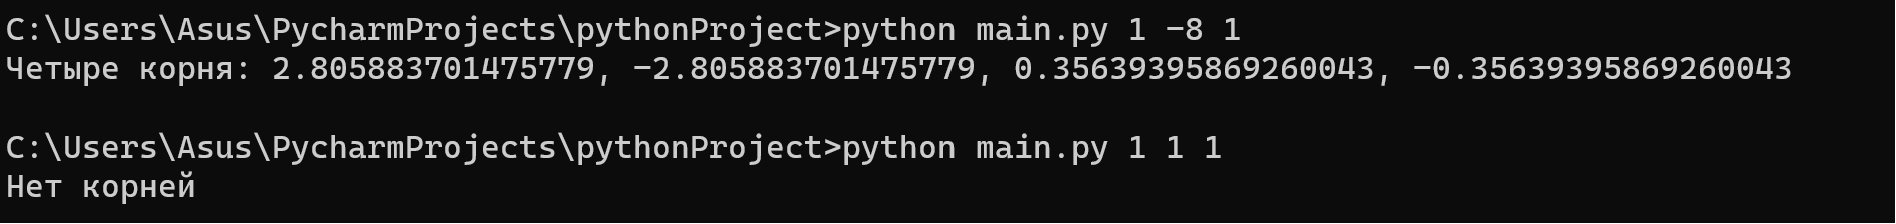 C:\Users\Asus\PycharmProjects\pythonProject>python main.py 1 -8 1
Четыре корня: 2.805883701475779, -2.805883701475779, 0.35639395869260043, -0.35639395869260043
C:\Users\Asus\PycharmProjects\pythonProject>python main.py 1 1 1
Нет корней